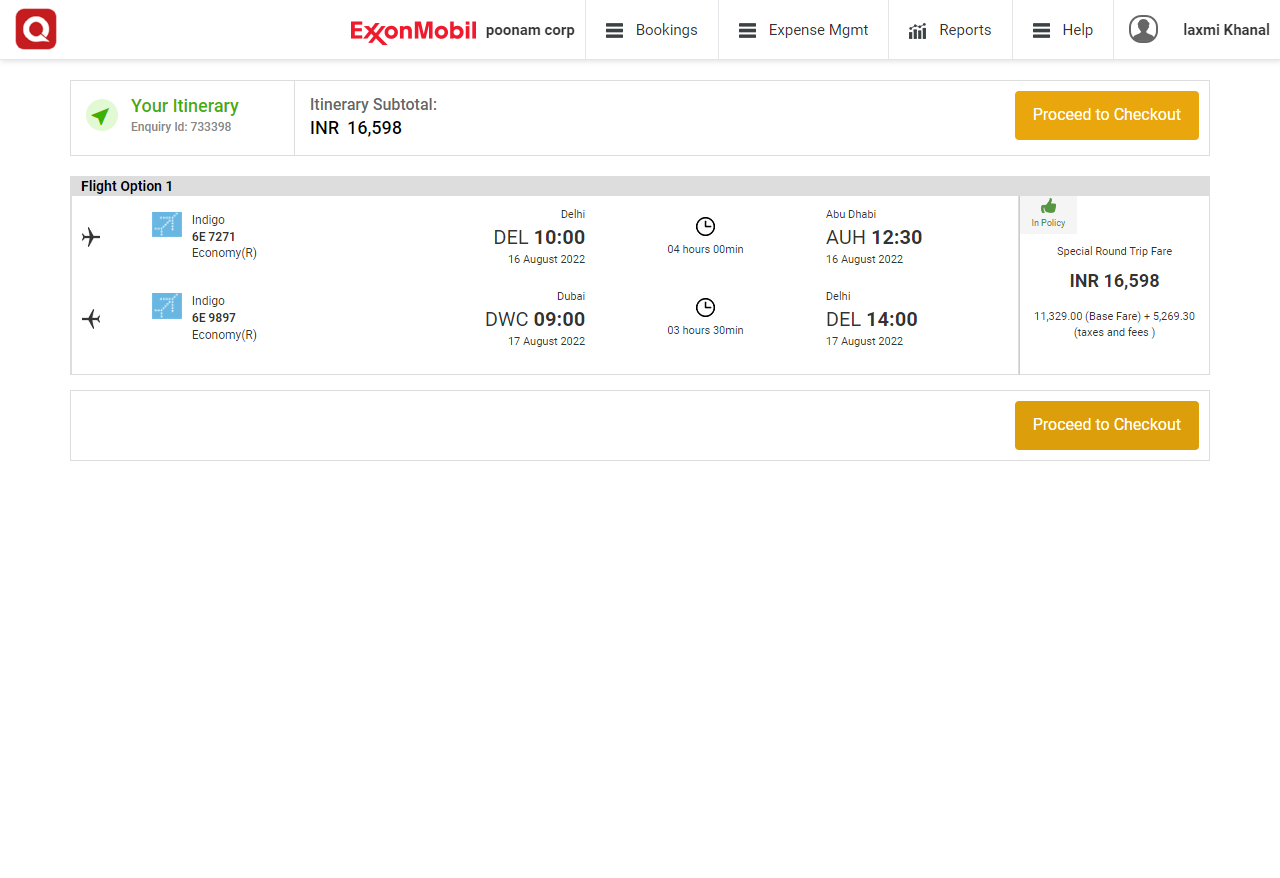 Q ExxonMobil poonam corp Bookings Expense Mgmt Reports Help laxmi Khanal
Your Itinerary
Enquiry Id: 733398
Itinerary Subtotal:
INR 16,598
Proceed to Checkout
Flight Option 1
Indigo
6E 7271
Economy(R)
Delhi
DEL 10:00
16 August 2022
04 hours 00min
Abu Dhabi
AUH 12:30
16 August 2022
Indigo
6E 9897
Economy(R)
Dubai
DWC 09:00
17 August 2022
03 hours 30min
Delhi
DEL 14:00
17 August 2022
In Policy
Special Round Trip Fare
INR 16,598
11,329.00 (Base Fare) + 5,269.30
(taxes and fees )
Proceed to Checkout